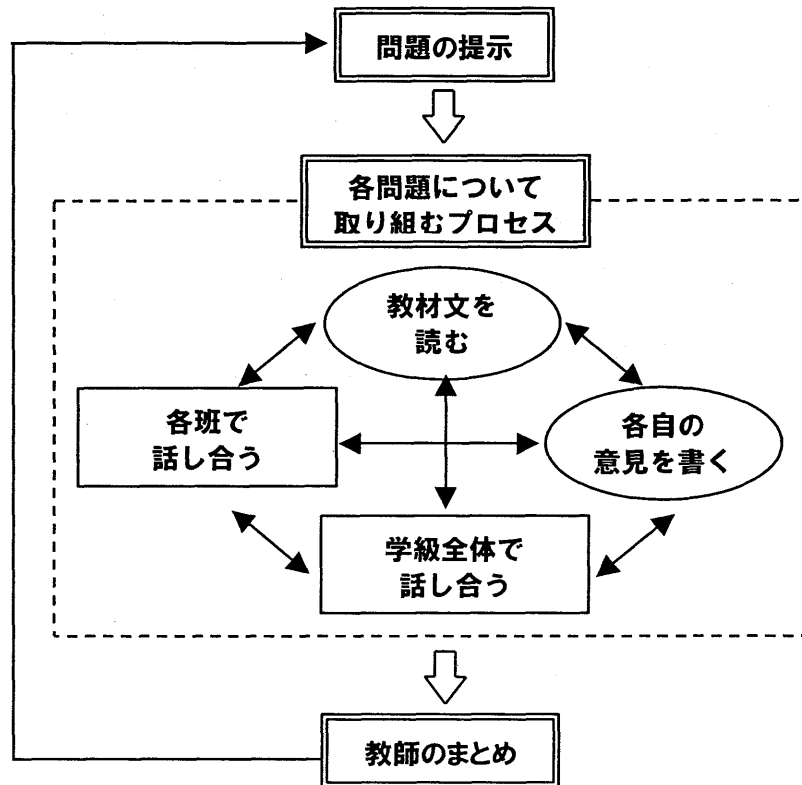 問題の提示
各問題について
取り組むプロセス
教材文を
読む
各班で
話し合う
各自の
意見を書く
学級全体で
話し合う
教師のまとめ